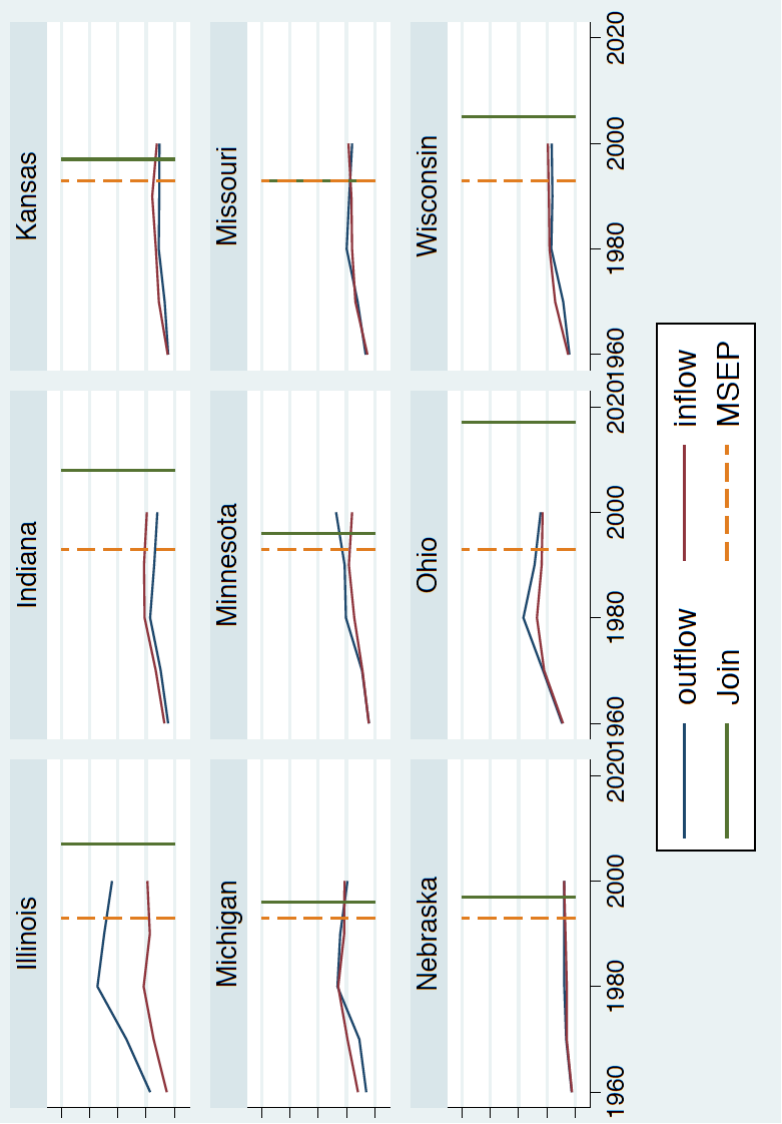 Illinois Indiana Kansas
Michigan Minnesota Missouri
Nebraska Ohio Wisconsin
1960 1980 2000 2020 1960 1980 2000 2020 1960 1980 2000 2020
outflow inflow
Join MSEP